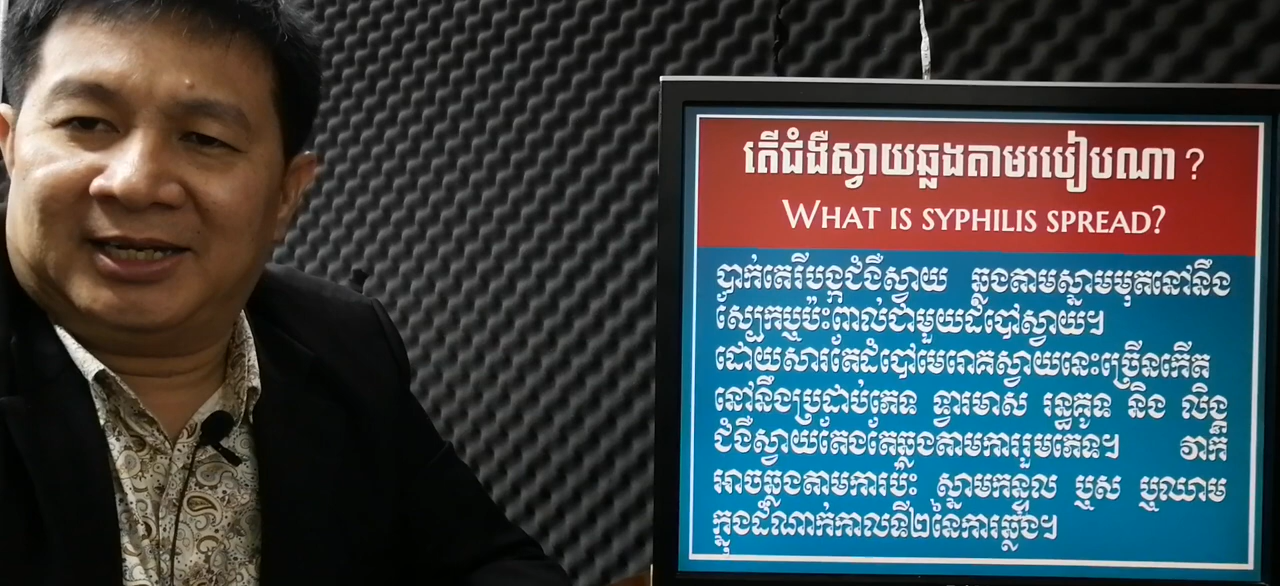 តើជំងឺស្វាយឆ្លងតាមរបៀបណា ?
WHAT IS SYPHILIS SPREAD?
បាក់តេរីបង្កជំងឺស្វាយ ឆ្លងតាមស្នាមមុតនៅនឹង
ស្បែកឬប៉ះពាល់ជាមួយដំបៅស្វាយ។
ដោយសារតែដំបៅមេរោគស្វាយនេះច្រើនកើត
នៅនឹងប្រដាប់ភេទ ទ្វារមាស រន្ធគូទ និង លិង្គ
ជំងឺស្វាយតែងតែឆ្លងតាមការរួមភេទ។ វាក៏
អាចឆ្លងតាមការប៉ះ ស្នាមកន្ទួល ឬស ឬឈាម
ក្នុងដំណាក់កាលទី២នៃការឆ្លង។